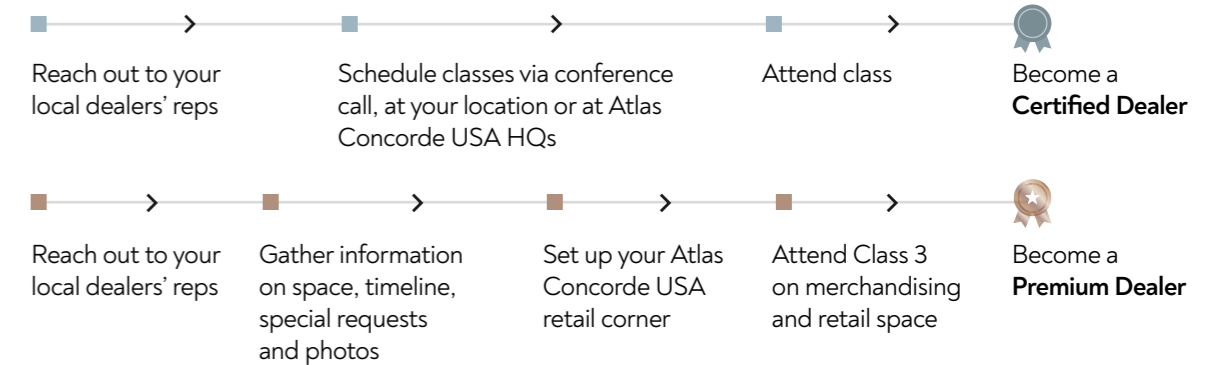 Reach out to your
local dealers' reps
Schedule classes via conference
call, at your location or at Atlas
Concorde USA HQs
Attend class
Become a
Certified Dealer
Reach out to your
local dealers' reps
Gather information
on space, timeline,
special requests
and photos
Set up your Atlas
Concorde USA
retail corner
Attend Class 3
on merchandising
and retail space
Become a
Premium Dealer